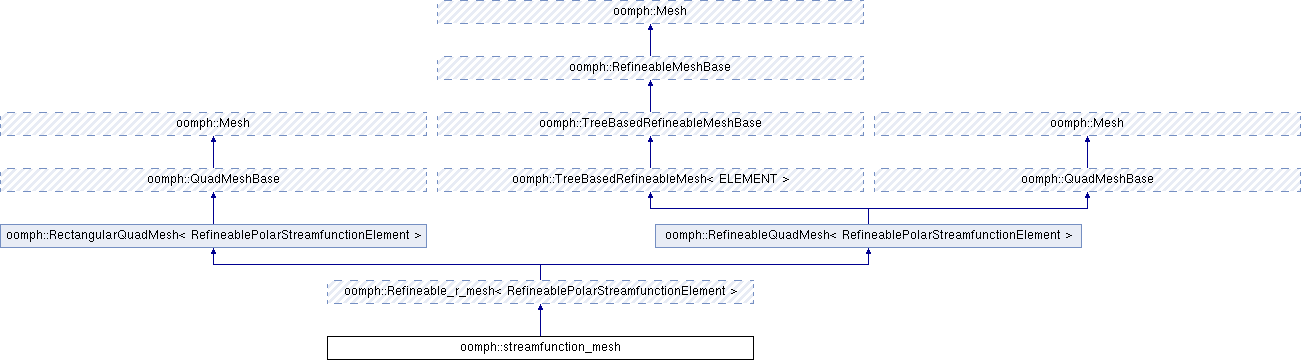 oomph::Mesh
oomph::RefineableMeshBase
oomph::Mesh
oomph::TreeBasedRefineableMeshBase
oomph::Mesh
oomph::QuadMeshBase
oomph::TreeBasedRefineableMesh< ELEMENT >
oomph::QuadMeshBase
oomph::RectangularQuadMesh< RefineablePolarStreamfunctionElement >
oomph::RefineableQuadMesh< RefineablePolarStreamfunctionElement >
oomph::Refineable_r_mesh< RefineablePolarStreamfunctionElement >
oomph::streamfunction_mesh